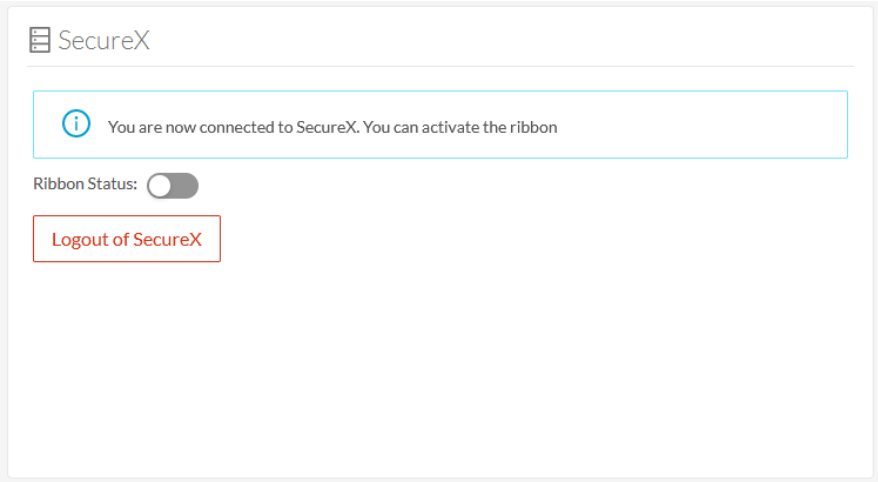 SecureX
You are now connected to SecureX. You can activate the ribbon
Ribbon Status:
Logout of SecureX